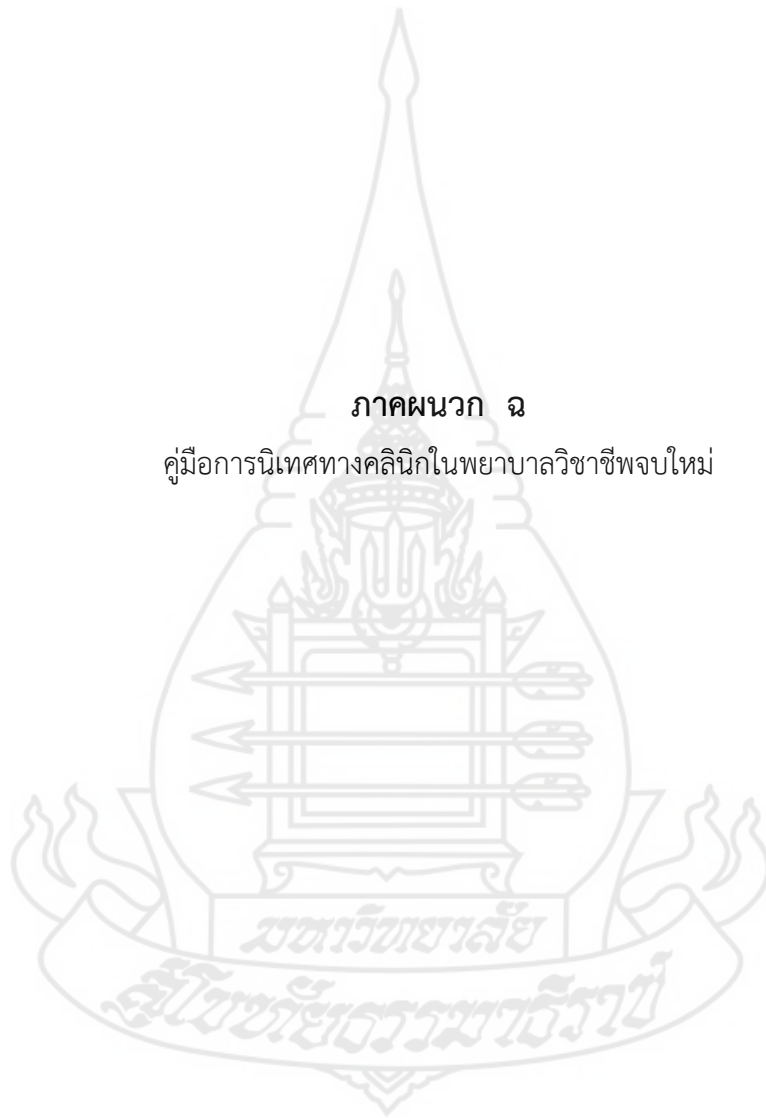 ภาคผนวก ฉ
คู่มือการนิเทศทางคลินิกในพยาบาลวิชาชีพจบใหม่
มหาวิทยาลัย
สุโขทัยธรรมาธิราช